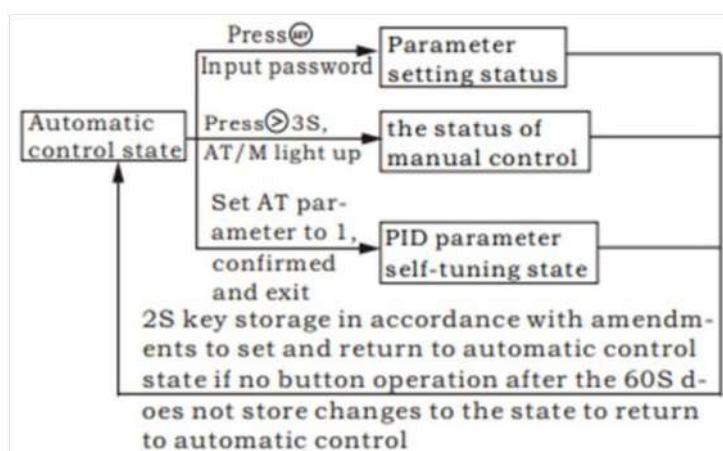 Press SET
Input password
Parameter
setting status
Automatic
control state
Press > 3S,
AT/M light up
the status of
manual control
Set AT par-
ameter to 1,
confirmed
and exit
PID parameter
self-tuning state
2S key storage in accordance with amendm-
ents to set and return to automatic control
state if no button operation after the 60S d-
oes not store changes to the state to return
to automatic control